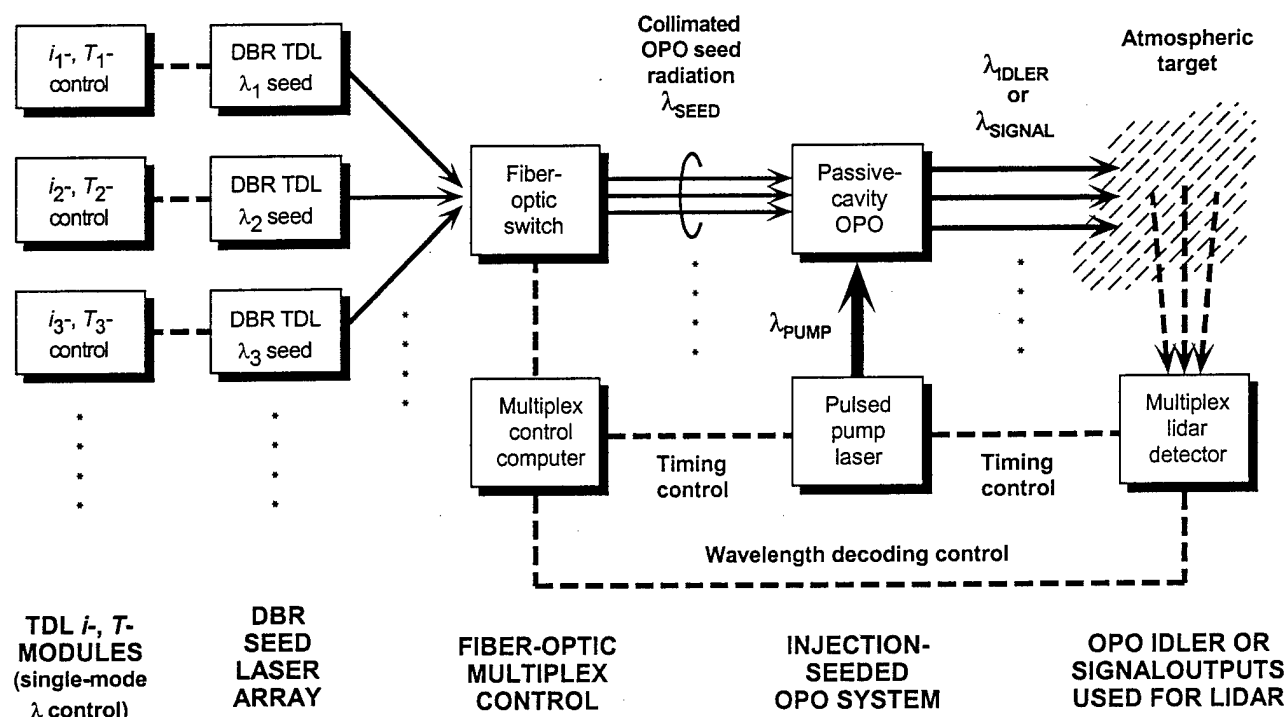 i1-, T1-
control
DBR TDL
λ1 seed
i2-, T2-
control
DBR TDL
λ2 seed
i3-, T3-
control
DBR TDL
λ3 seed
Fiber-
optic
switch
Collimated
OPO seed
radiation
λSEED
Passive-
cavity
OPO
λIDLER
or
λSIGNAL
Atmospheric
target
λPUMP
Multiplex
control
computer
Timing
control
Pulsed
pump
laser
Timing
control
Multiplex
lidar
detector
Wavelength decoding control
TDL i-, T-
MODULES
(single-mode
λ control)
DBR
SEED
LASER
ARRAY
FIBER-OPTIC
MULTIPLEX
CONTROL
INJECTION-
SEEDED
OPO SYSTEM
OPO IDLER OR
SIGNALOUTPUTS
USED FOR LIDAR